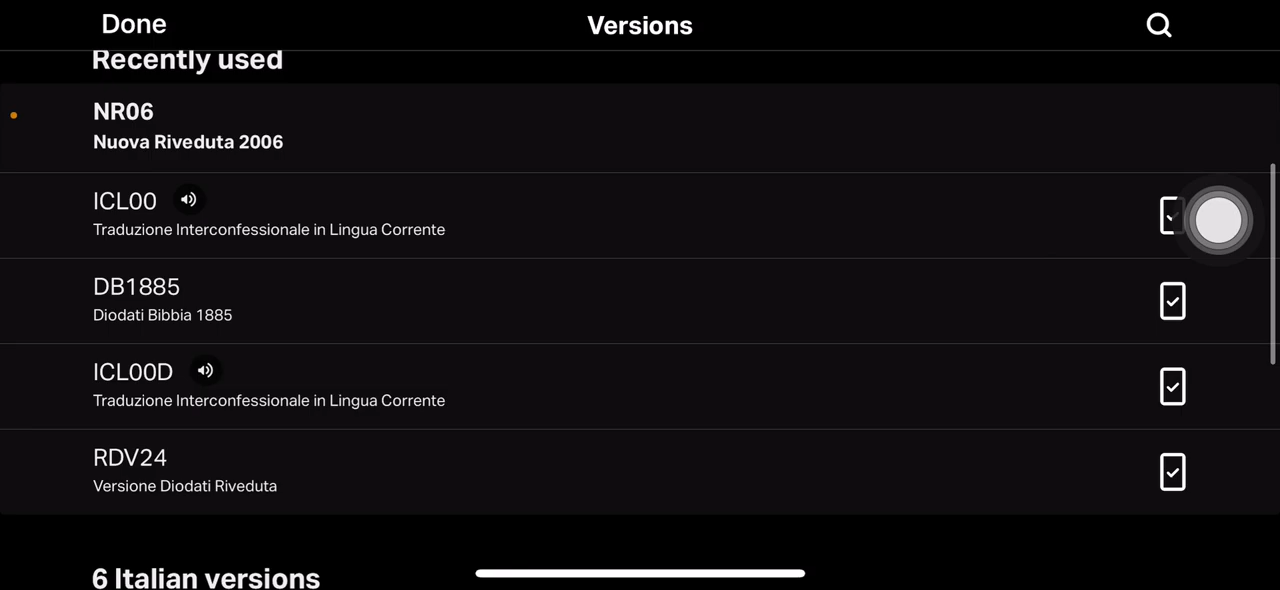 Done
Versions
Recently used
NR06
Nuova Riveduta 2006
ICL00
Traduzione Interconfessionale in Lingua Corrente
DB1885
Diodati Bibbia 1885
ICL00D
Traduzione Interconfessionale in Lingua Corrente
RDV24
Versione Diodati Riveduta
6 Italian versions